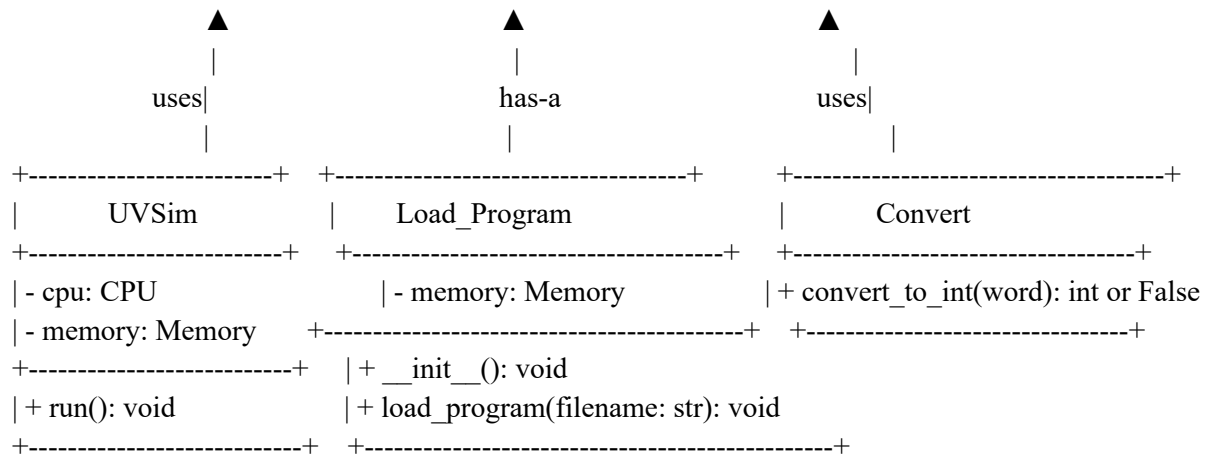 ▲ ▲ ▲
| | |
uses| has-a uses|
| | |
+-------------------------+ +------------------------------------+ +--------------------------------------+
| UVSim | Load_Program | Convert
+--------------------------+ +---------------------------------------+ +------------------------------------+
| - cpu: CPU | - memory: Memory | + convert_to_int(word): int or False
| - memory: Memory +-------------------------------------------+ +---------------------------------+
+---------------------------+ | + __init__(): void
| + run(): void | + load_program(filename: str): void
+----------------------------+ +------------------------------------------------+